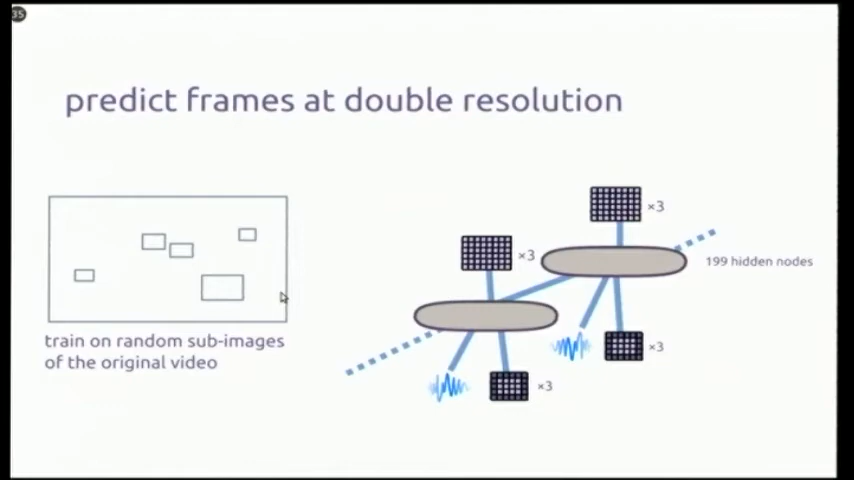 35
predict frames at double resolution
×3
×3
199 hidden nodes
×3
×3
train on random sub-images
of the original video